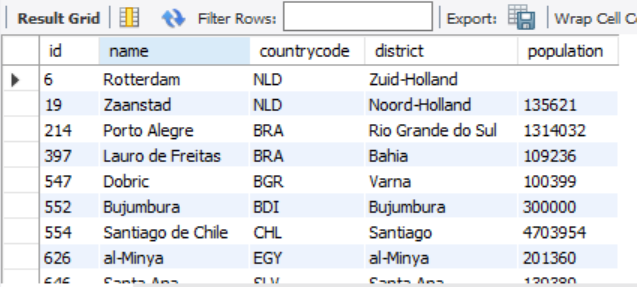 Result Grid Filter Rows: Export: Wrap Cell C
id name countrycode district population
6 Rotterdam NLD Zuid-Holland
19 Zaanstad NLD Noord-Holland 135621
214 Porto Alegre BRA Rio Grande do Sul 1314032
397 Lauro de Freitas BRA Bahia 109236
547 Dobric BGR Varna 100399
552 Bujumbura BDI Bujumbura 300000
554 Santiago de Chile CHL Santiago 4703954
626 al-Minya EGY al-Minya 201360
646 Santa Ana SLV Santa Ana 139389